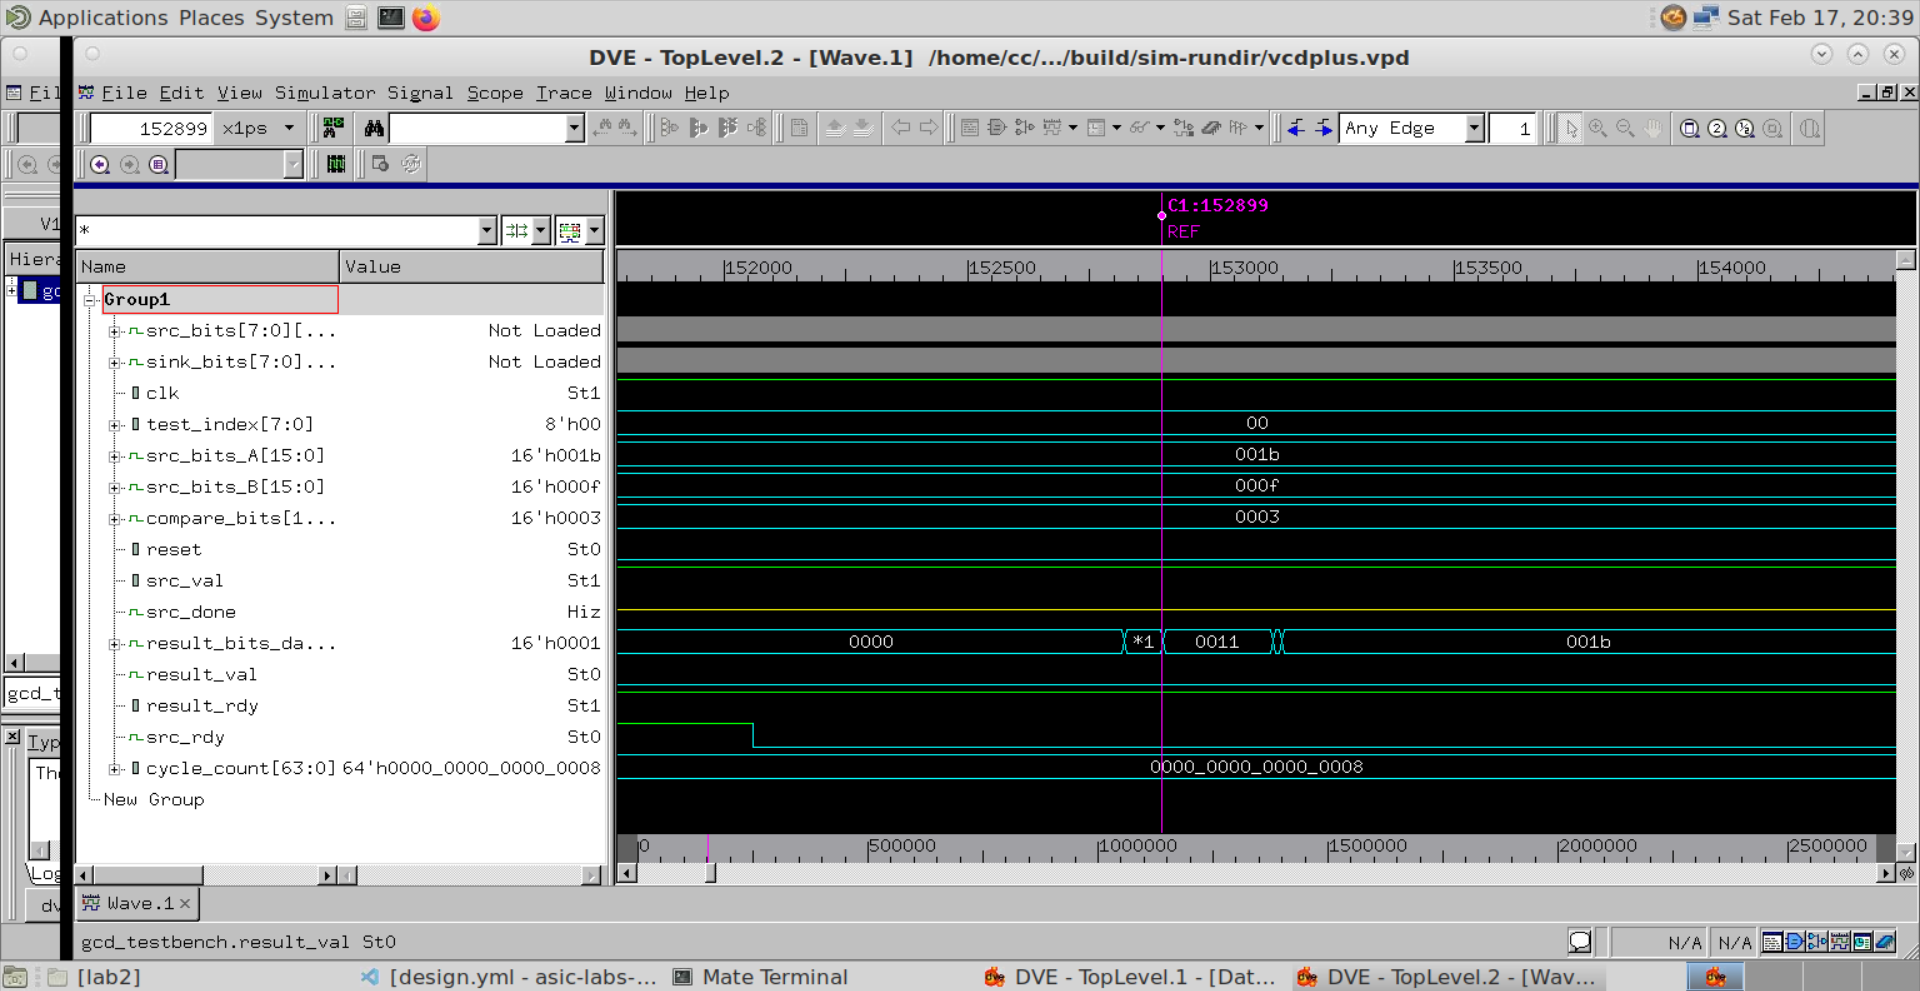 Applications Places System
Sat Feb 17, 20:39
DVE - TopLevel.2 - [Wave.1] /home/cc/.../build/sim-rundir/vcdplus.vpd
Fil
File Edit View Simulator Signal Scope Trace Window Help
152899 x1ps
Any Edge 1
V1
*
C1:152899
REF
Hiera
Name Value
152000 152500 153000 153500 154000
gc
Group1
src_bits[7:0][... Not Loaded
sink_bits[7:0]... Not Loaded
clk St1
test_index[7:0] 8'h00 00
src_bits_A[15:0] 16'h001b 001b
src_bits_B[15:0] 16'h000f 000f
compare_bits[1... 16'h0003 0003
reset St0
src_val St1
src_done Hiz
result_bits_da... 16'h0001 0000 *1 0011 001b
result_val St0
gcd_t
result_rdy St1
src_rdy St0
Typ
cycle_count[63:0] 64'h0000_0000_0000_0008 0000_0000_0000_0008
Th
New Group
0 500000 1000000 1500000 2000000 2500000
Log
dv
Wave.1
gcd_testbench.result_val St0
N/A N/A
[lab2] [design.yml - asic-labs-... Mate Terminal DVE - TopLevel.1 - [Dat... DVE - TopLevel.2 - [Wav...